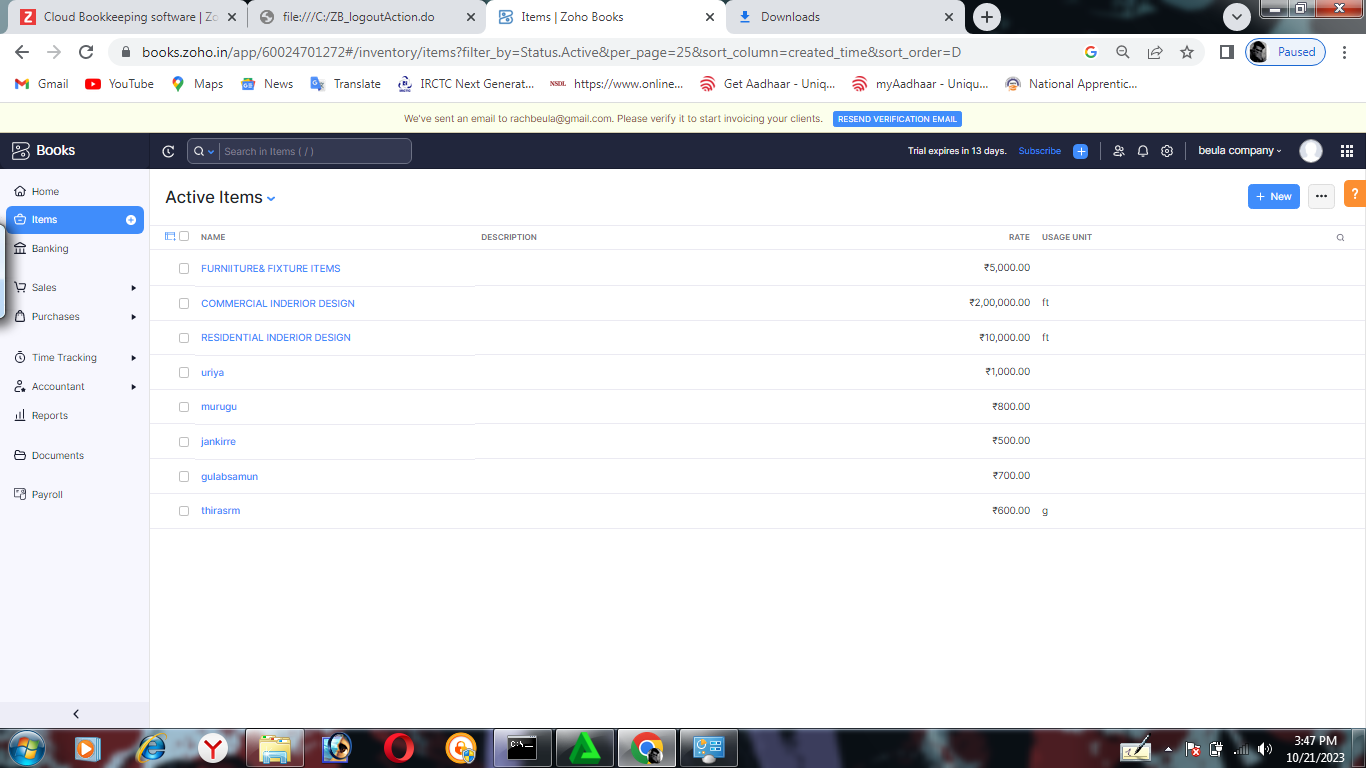 Cloud Bookkeeping software | Zo
file:///C:/ZB_logoutAction.do
Items | Zoho Books
Downloads
books.zoho.in/app/60024701272#/inventory/items?filter_by=Status.Active&per_page=25&sort_column=created_time&sort_order=D
Paused
Gmail
YouTube
Maps
News
Translate
IRCTC Next Generat...
NSDL
https://www.online...
Get Aadhaar - Uniq...
myAadhaar - Uniqu...
National Apprentic...
We've sent an email to rachbeula@gmail.com. Please verify it to start invoicing your clients. RESEND VERIFICATION EMAIL
Books
Search in Items ( / )
Trial expires in 13 days. Subscribe
beula company
Home
Items
Banking
Sales
Purchases
Time Tracking
Accountant
Reports
Documents
Payroll
Active Items
+ New
?
NAME DESCRIPTION RATE USAGE UNIT
FURNIITURE& FIXTURE ITEMS ₹5,000.00
COMMERCIAL INDERIOR DESIGN ₹2,00,000.00 ft
RESIDENTIAL INDERIOR DESIGN ₹10,000.00 ft
uriya ₹1,000.00
murugu ₹800.00
jankirre ₹500.00
gulabsamun ₹700.00
thirasrm ₹600.00 g
3:47 PM
10/21/2023